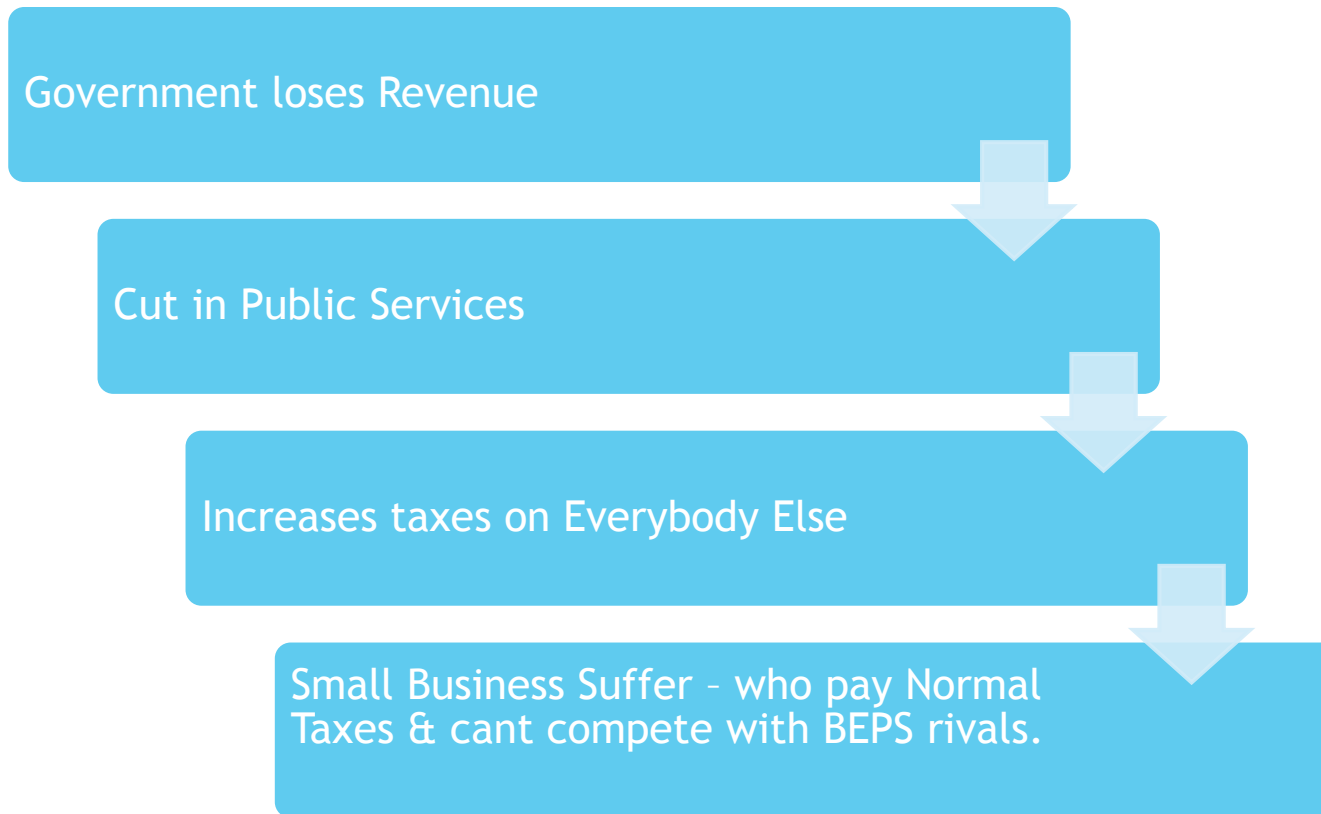 Government loses Revenue
Cut in Public Services
Increases taxes on Everybody Else
Small Business Suffer – who pay Normal
Taxes & cant compete with BEPS rivals.